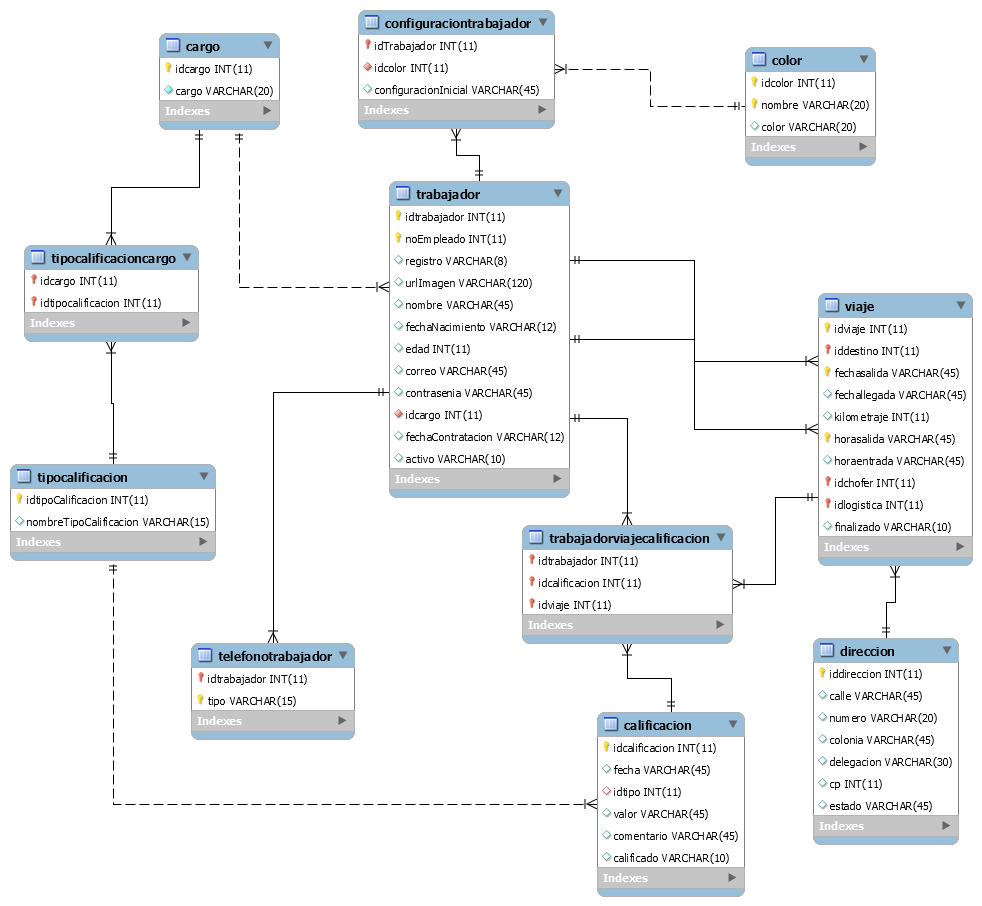 cargo
idcargo INT(11)
cargo VARCHAR(20)
Indexes
configuraciontrabajador
idTrabajador INT(11)
idcolor INT(11)
configuracionInicial VARCHAR(45)
Indexes
color
idcolor INT(11)
nombre VARCHAR(20)
color VARCHAR(20)
Indexes
trabajador
idtrabajador INT(11)
noEmpleado INT(11)
registro VARCHAR(8)
urlImagen VARCHAR(120)
nombre VARCHAR(45)
fechaNacimiento VARCHAR(12)
edad INT(11)
correo VARCHAR(45)
contrasenia VARCHAR(45)
idcargo INT(11)
fechaContratacion VARCHAR(12)
activo VARCHAR(10)
Indexes
tipocalificacioncargo
idcargo INT(11)
idtipocalificacion INT(11)
Indexes
viaje
idviaje INT(11)
iddestino INT(11)
fechasalida VARCHAR(45)
fechallegada VARCHAR(45)
kilometraje INT(11)
horasalida VARCHAR(45)
horaentrada VARCHAR(45)
idchofer INT(11)
idlogistica INT(11)
finalizado VARCHAR(10)
Indexes
tipocalificacion
idtipoCalificacion INT(11)
nombreTipoCalificacion VARCHAR(15)
Indexes
trabajadorviajecalificacion
idtrabajador INT(11)
idcalificacion INT(11)
idviaje INT(11)
Indexes
telefonotrabajador
idtrabajador INT(11)
tipo VARCHAR(15)
Indexes
direccion
iddireccion INT(11)
calle VARCHAR(45)
numero VARCHAR(20)
colonia VARCHAR(45)
delegacion VARCHAR(30)
cp INT(11)
estado VARCHAR(45)
Indexes
calificacion
idcalificacion INT(11)
fecha VARCHAR(45)
idtipo INT(11)
valor VARCHAR(45)
comentario VARCHAR(45)
calificado VARCHAR(10)
Indexes